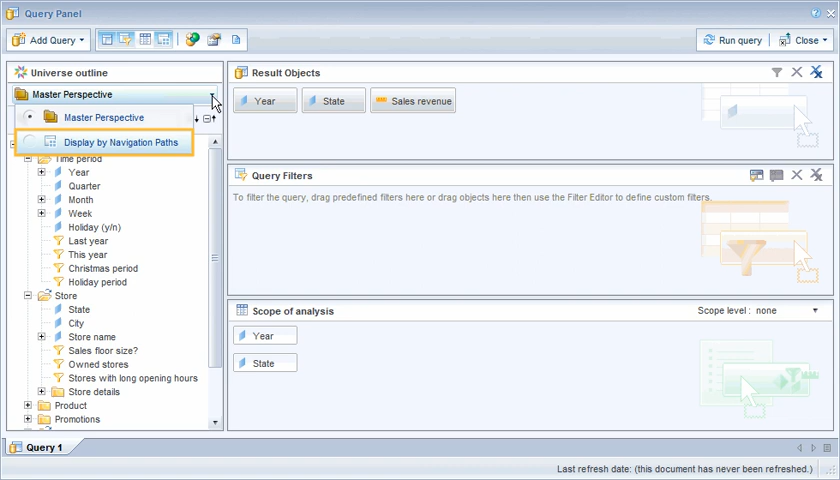 Query Panel
Add Query
Run query
Close
Universe outline
Master Perspective
Master Perspective
Display by Navigation Paths
Time period
Year
Quarter
Month
Week
Holiday (y/n)
Last year
This year
Christmas period
Holiday period
Store
State
City
Store name
Sales floor size?
Owned stores
Stores with long opening hours
Store details
Product
Promotions
Result Objects
Year
State
Sales revenue
Query Filters
To filter the query, drag predefined filters here or drag objects here then use the Filter Editor to define custom filters.
Scope of analysis
Scope level : none
Year
State
Query 1
Last refresh date: (this document has never been refreshed.)